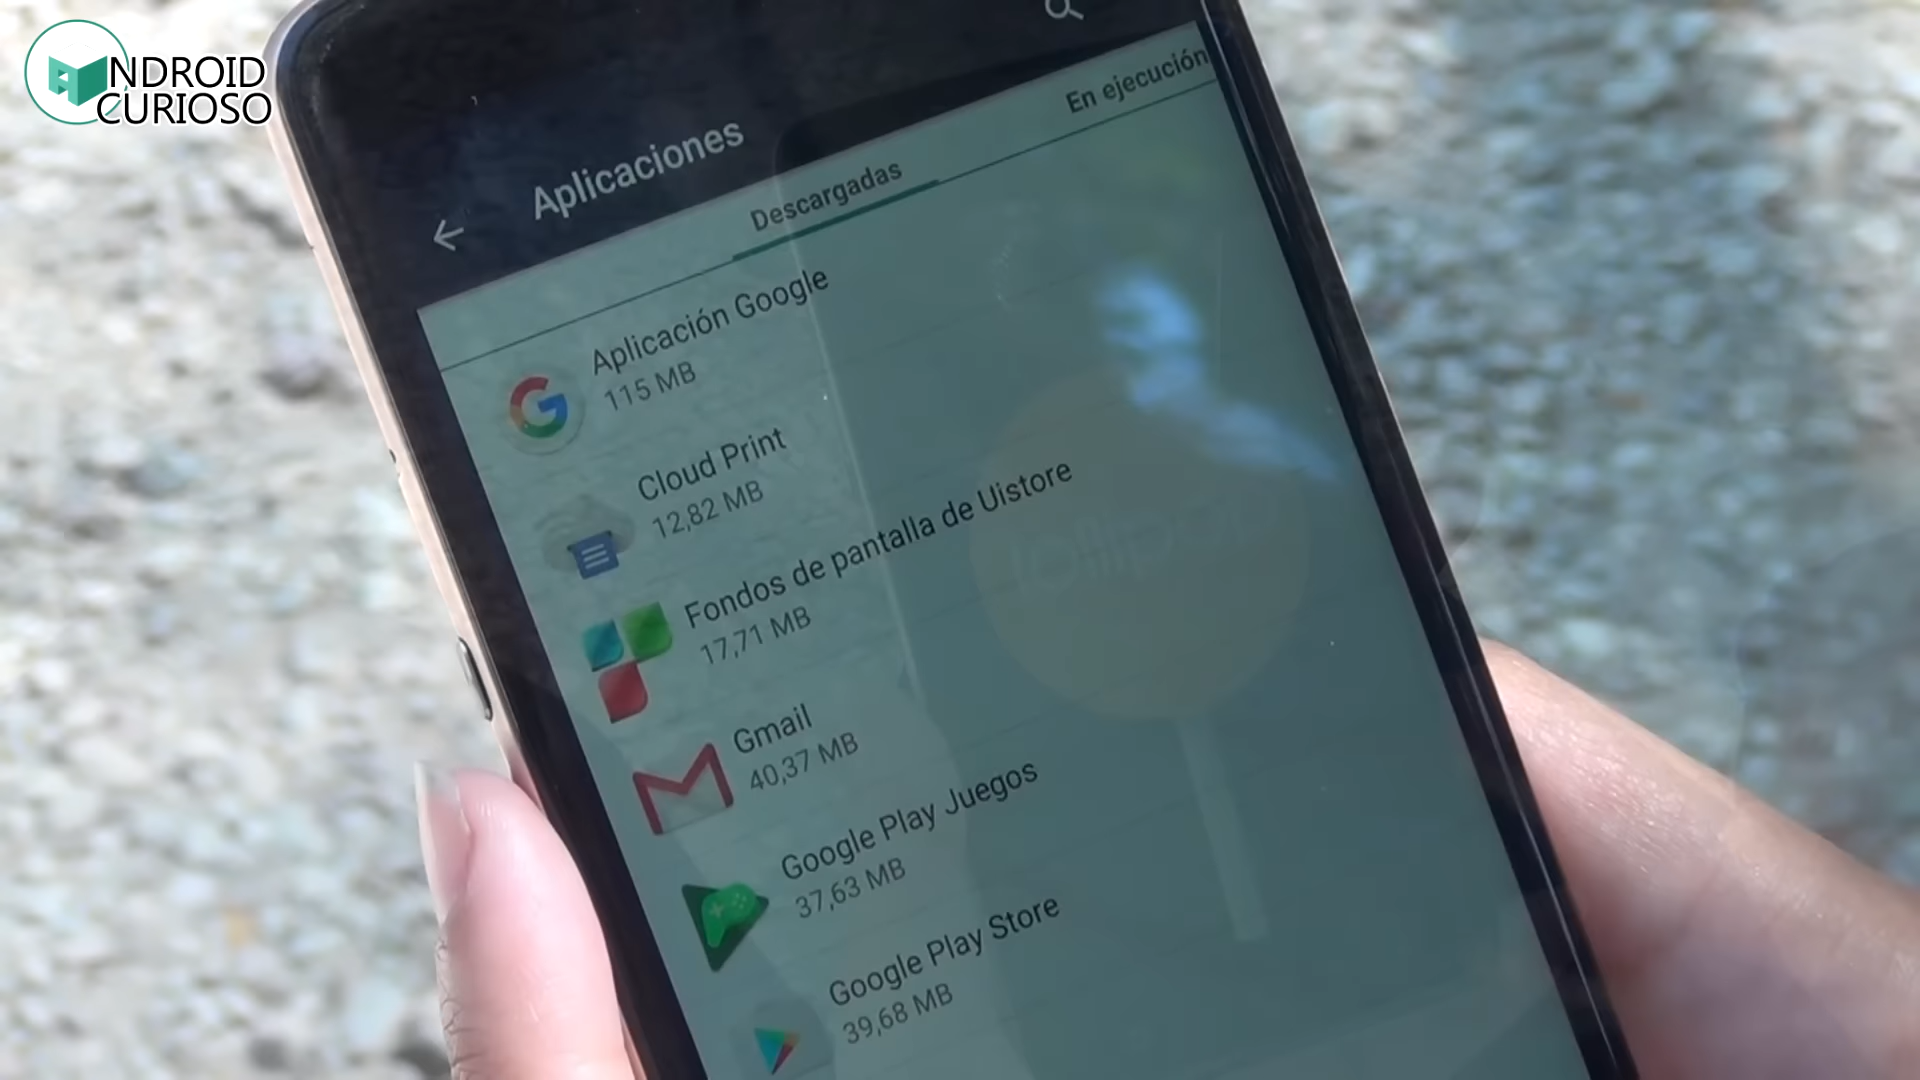 ANDROID
CURIOSO
Aplicaciones
Descargadas
En ejecución
Aplicación Google
115 MB
Cloud Print
12,82 MB
Fondos de pantalla de Uistore
17,71 MB
Gmail
40,37 MB
Google Play Juegos
37,63 MB
Google Play Store
39,68 MB